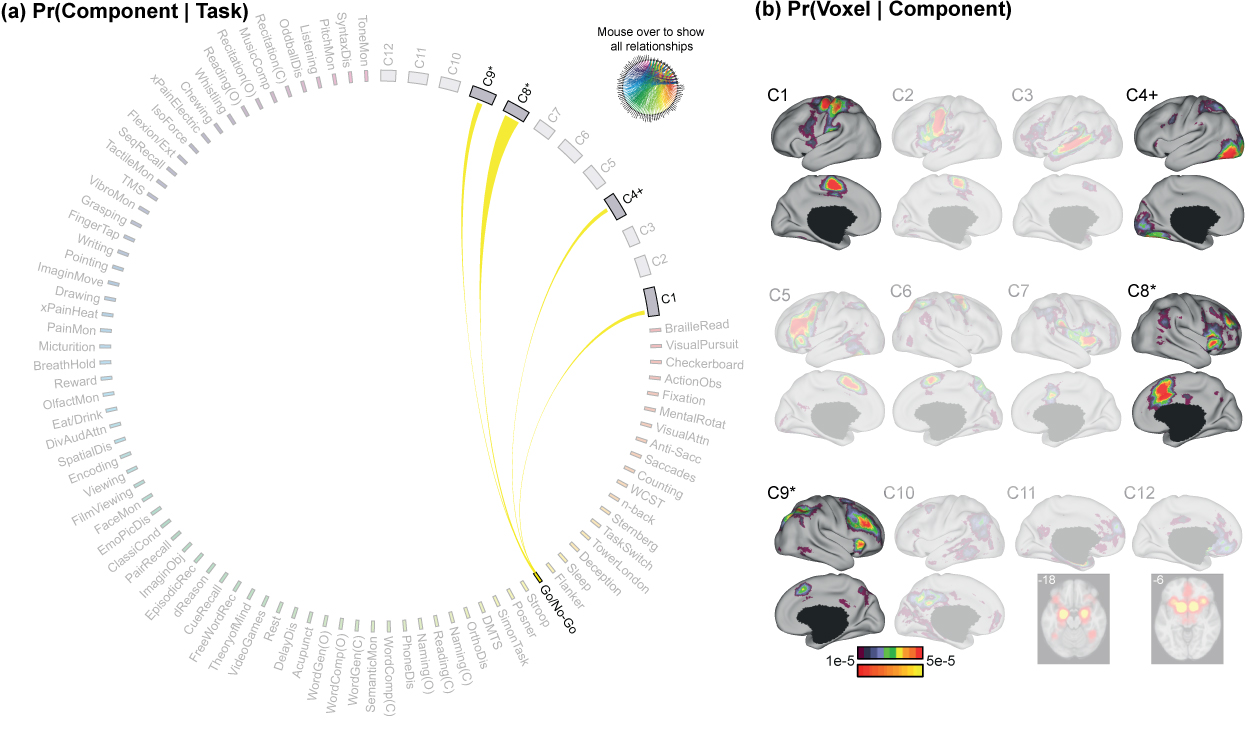 (a) Pr(Component | Task)
(b) Pr(Voxel | Component)
Mouse over to show
all relationships
C12
C11
C10
C9*
C8*
C7
C6
C5
C4+
C3
C2
C1
BrailleRead
VisualPursuit
Checkerboard
ActionObs
Fixation
MentalRotat
VisualAttn
Anti-Sacc
Saccades
Counting
WCST
n-back
Sternberg
TaskSwitch
TowerLondon
Deception
Sleep
Flanker
Go/No-Go
Stroop
Posner
SimonTask
DMTS
OrthoDis
Naming(C)
Reading(C)
Naming(O)
PhoneDis
WordComp(C)
SemanticMon
WordGen(C)
WordComp(O)
WordGen(O)
Acupunct
DelayDis
Rest
VideoGames
TheoryofMind
FreeWordRec
CueRecall
dReason
EpisodicRec
ImaginObj
PairRecall
ClassiCond
EmoPicDis
FaceMon
FilmViewing
Viewing
Encoding
SpatialDis
DivAudAttn
Eat/Drink
OlfactMon
Reward
BreathHold
Micturition
PainMon
xPainHeat
Drawing
ImaginMove
Pointing
Writing
FingerTap
Grasping
VibroMon
TMS
TactileMon
SeqRecall
FlexionExt
IsoForce
xPainElectric
Chewing
Whistling
Reading(O)
Recitation(O)
MusicComp
Recitation(C)
OddballDis
Listening
PitchMon
SyntaxDis
ToneMon
C1
C2
C3
C4+
C5
C6
C7
C8*
C9*
C10
C11
C12
-18
-6
1e-5
5e-5